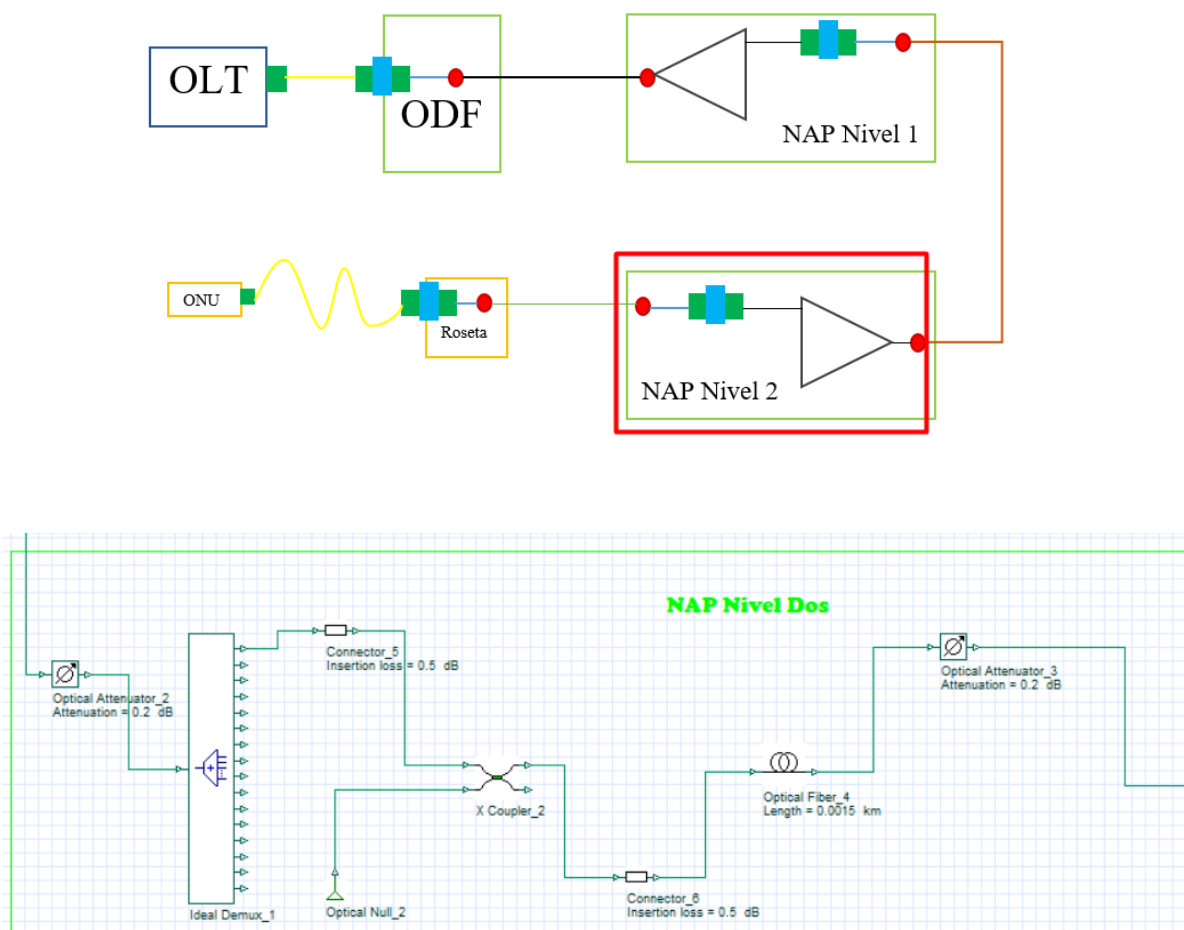 OLT
ODF
NAP Nivel 1
ONU
Roseta
NAP Nivel 2
NAP Nivel Dos
Connector_5
Insertion loss = 0.5 dB
Optical Attenuator_2
Attenuation = 0.2 dB
Optical Attenuator_3
Attenuation = 0.2 dB
X Coupler_2
Optical Fiber_4
Length = 0.0015 km
Connector_6
Insertion loss = 0.5 dB
Ideal Demux_1
Optical Null_2